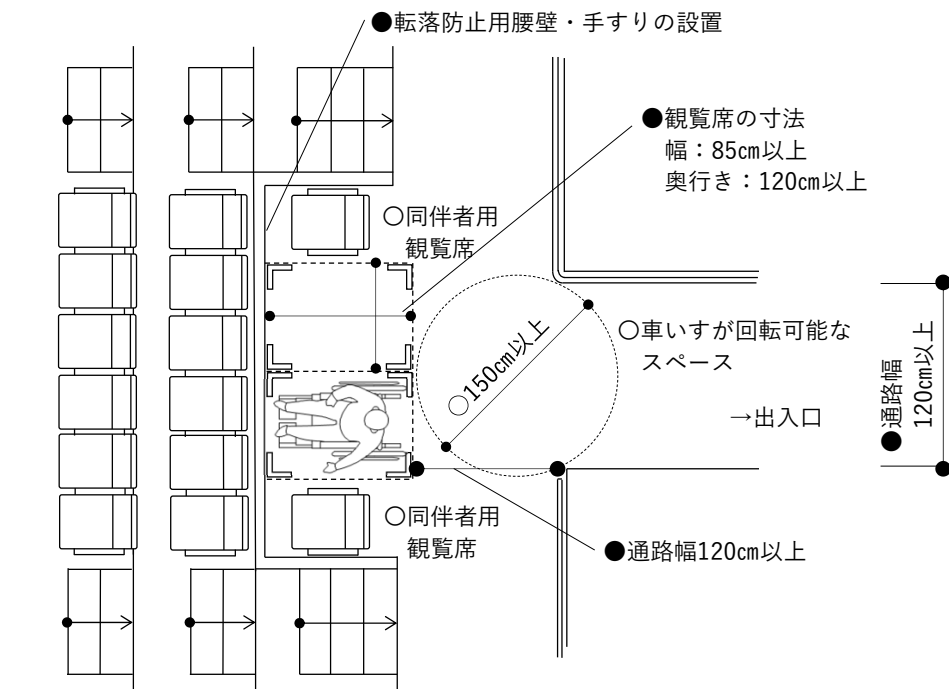 ●転落防止用腰壁・手すりの設置
●観覧席の寸法
幅：85㎝以上
奥行き：120㎝以上
○同伴者用
観覧席
○車いすが回転可能な
スペース
○150㎝以上
●通路幅
120㎝以上
→出入口
○同伴者用
観覧席
●通路幅120㎝以上